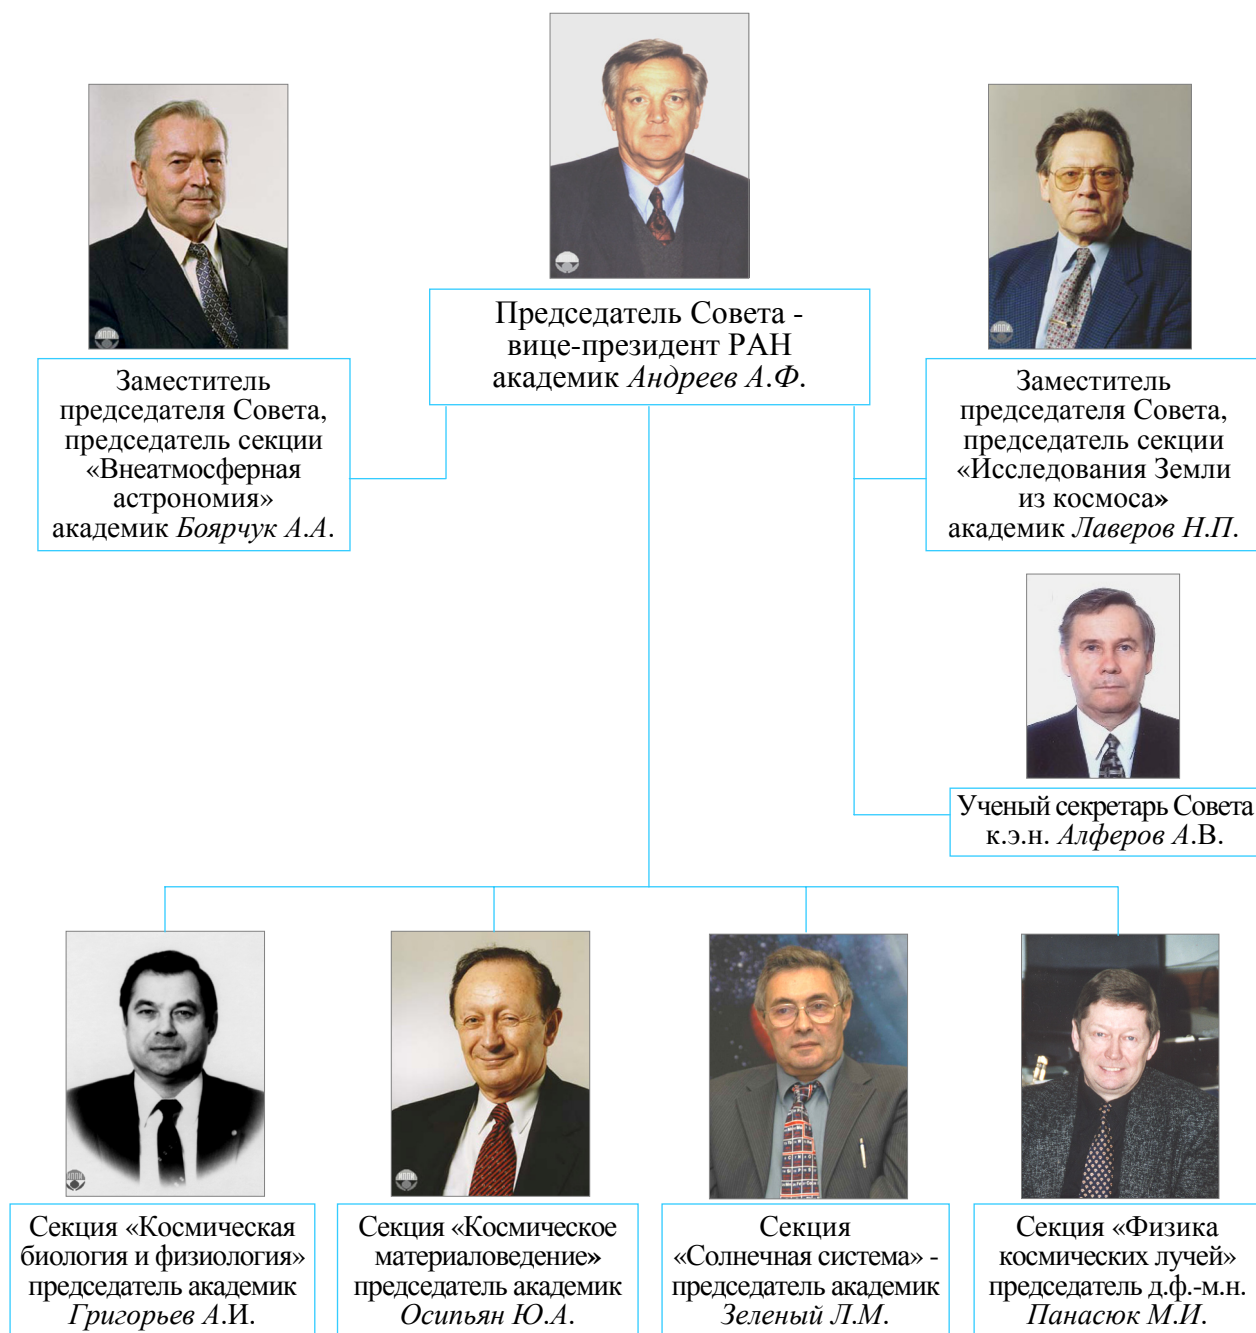 Председатель Совета -
вице-президент РАН
академик Андреев А.Ф.
Заместитель
председателя Совета,
председатель секции
«Внеатмосферная
астрономия»
академик Боярчук А.А.
Заместитель
председателя Совета,
председатель секции
«Исследования Земли
из космоса»
академик Лаверов Н.П.
Ученый секретарь Совета
к.э.н. Алферов А.В.
Секция «Космическая
биология и физиология»
председатель академик
Григорьев А.И.
Секция «Космическое
материаловедение»
председатель академик
Осипьян Ю.А.
Секция
«Солнечная система» -
председатель академик
Зеленый Л.М.
Секция «Физика
космических лучей»
председатель д.ф.-м.н.
Панасюк М.И.